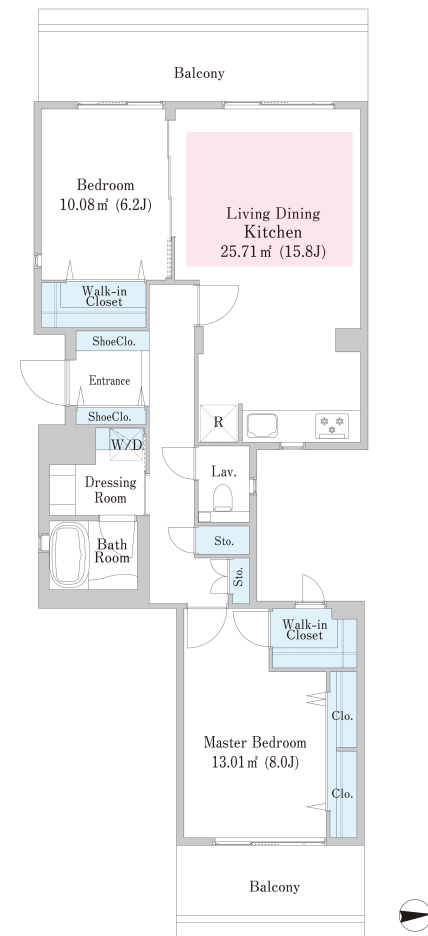 Balcony
Bedroom
10.08㎡ (6.2J)
Living Dining
Kitchen
25.71㎡ (15.8J)
Walk-in
Closet
ShoeClo.
Entrance
ShoeClo.
R
W/D
Lav.
Dressing
Room
Bath
Room
Sto.
Sto.
Walk-in
Closet
Clo.
Master Bedroom
13.01㎡ (8.0J)
Clo.
Balcony